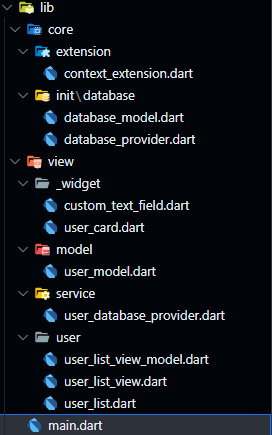 lib
core
extension
context_extension.dart
init\database
database_model.dart
database_provider.dart
view
_widget
custom_text_field.dart
user_card.dart
model
user_model.dart
service
user_database_provider.dart
user
user_list_view_model.dart
user_list_view.dart
user_list.dart
main.dart